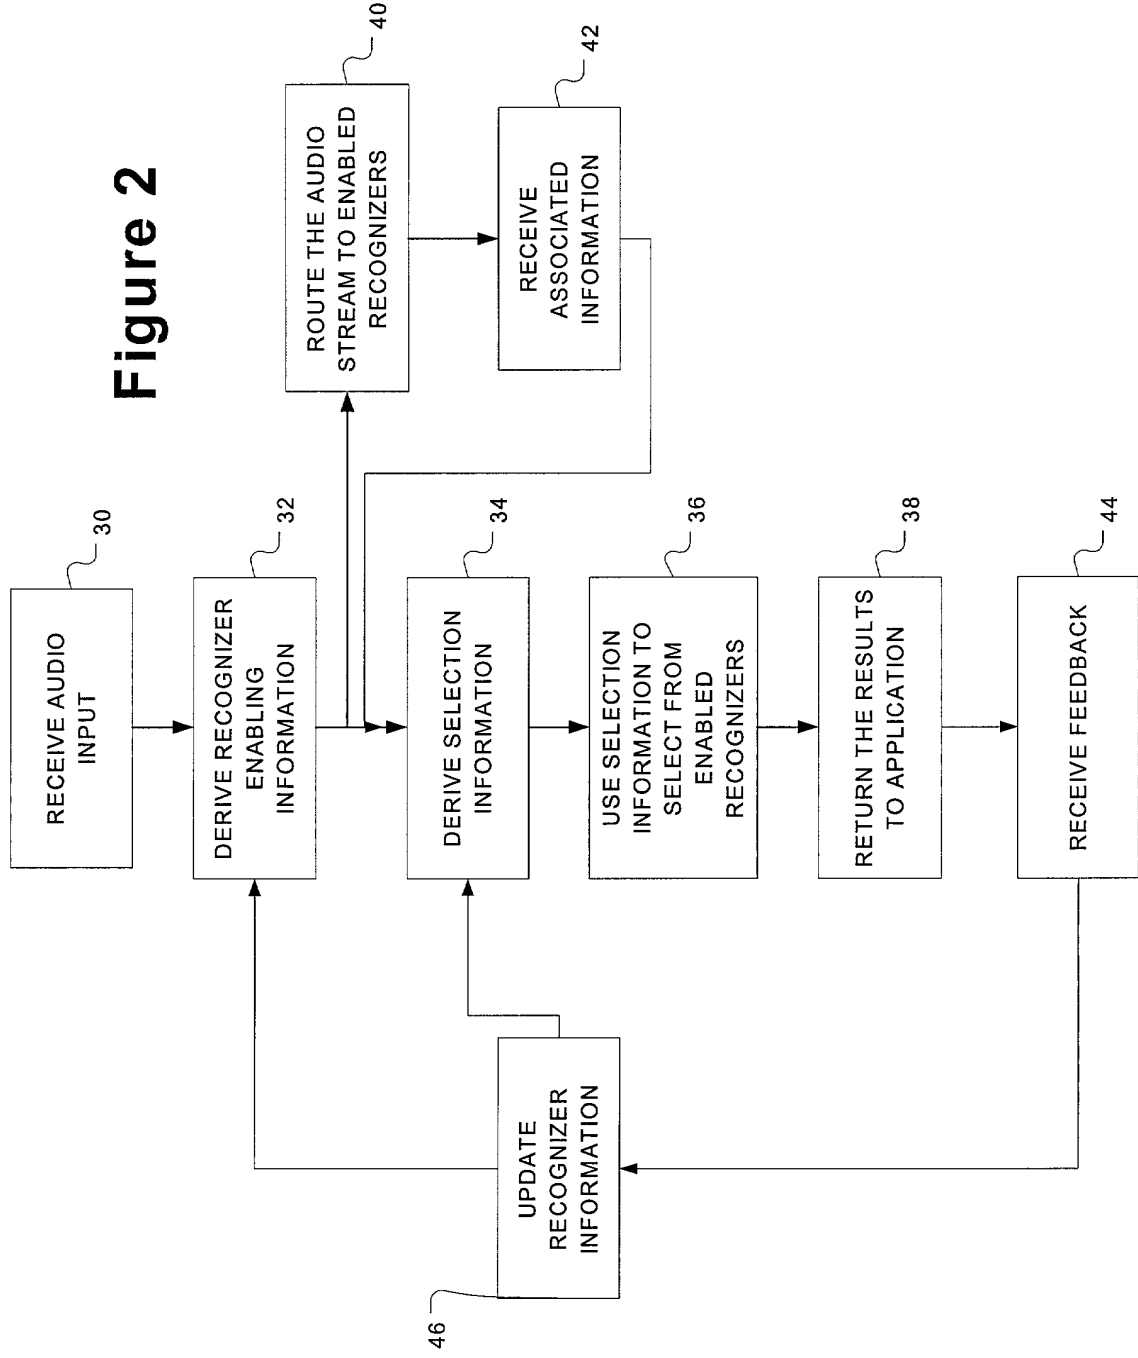 Figure 2
RECEIVE AUDIO
INPUT
30
DERIVE RECOGNIZER
ENABLING
INFORMATION
32
ROUTE THE AUDIO
STREAM TO ENABLED
RECOGNIZERS
40
RECEIVE
ASSOCIATED
INFORMATION
42
DERIVE SELECTION
INFORMATION
34
USE SELECTION
INFORMATION TO
SELECT FROM
ENABLED
RECOGNIZERS
36
RETURN THE RESULTS
TO APPLICATION
38
RECEIVE FEEDBACK
44
UPDATE
RECOGNIZER
INFORMATION
46